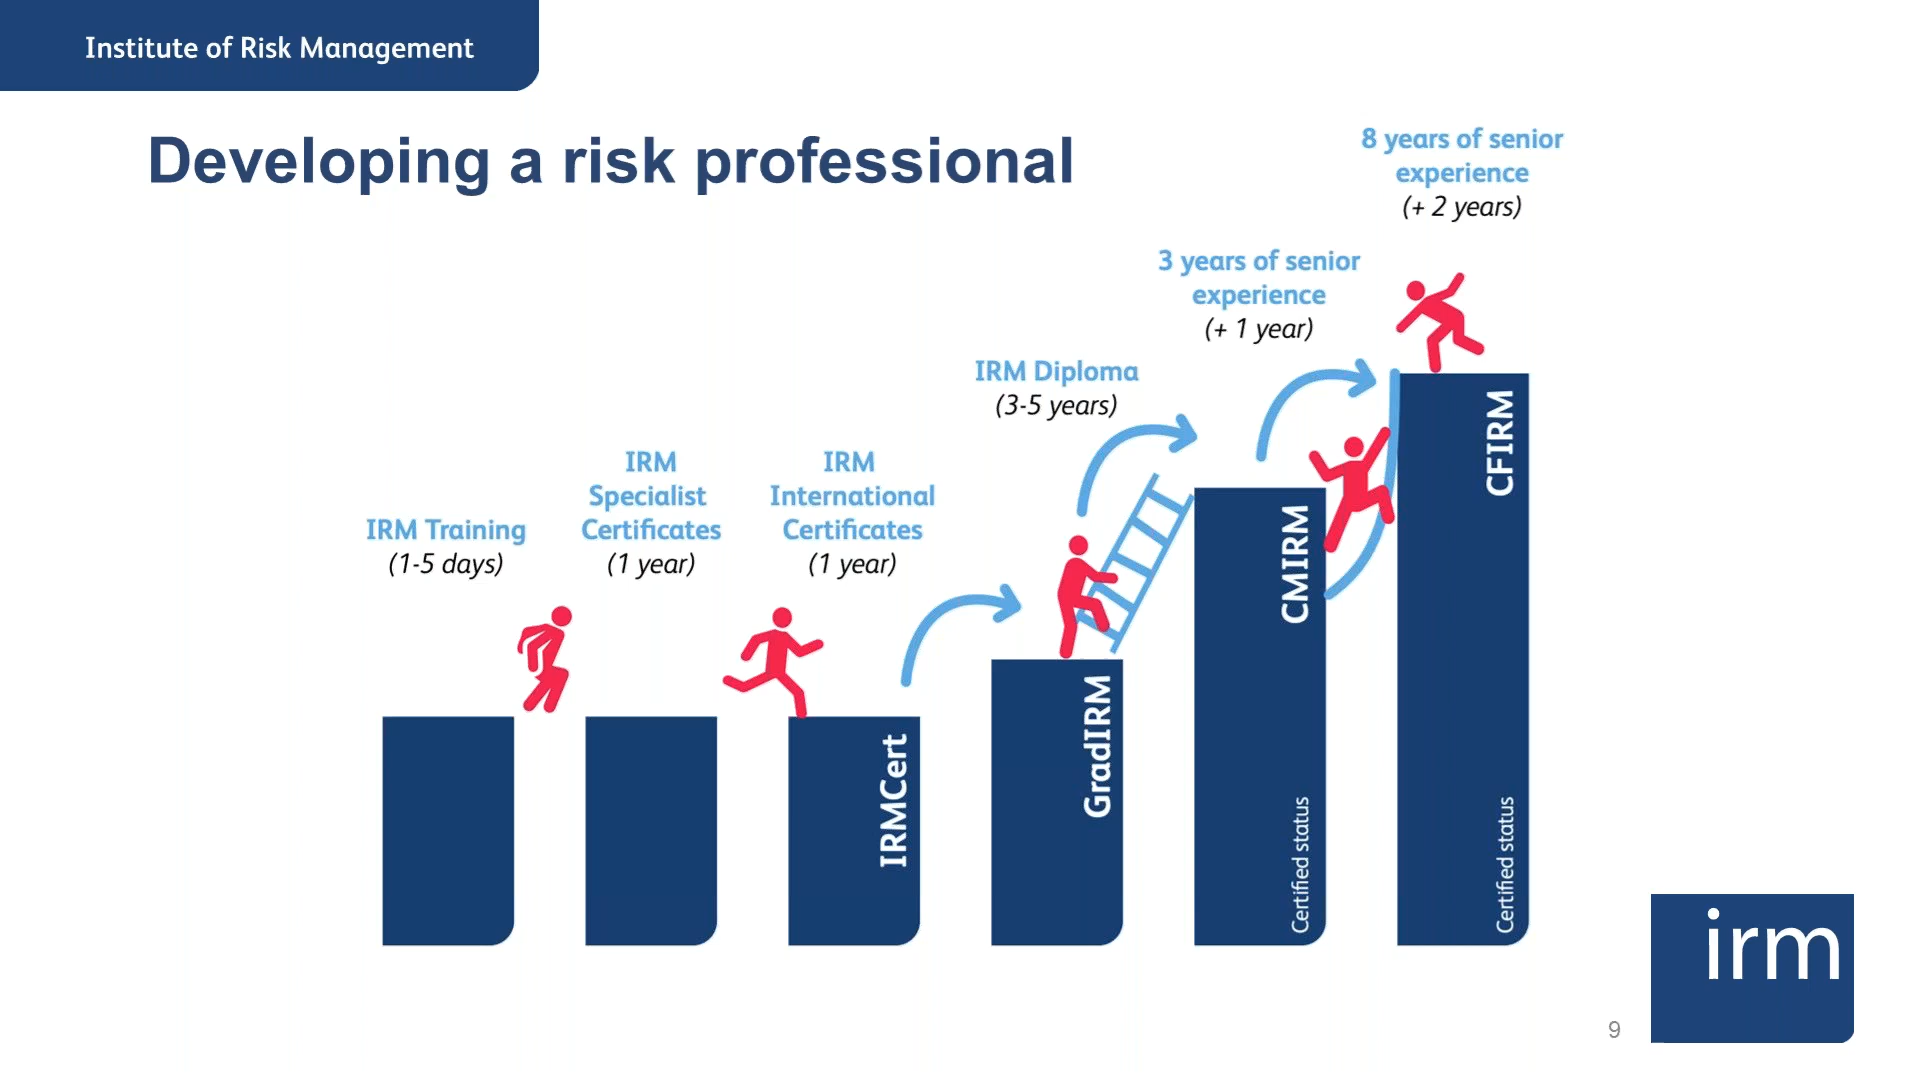 Institute of Risk Management
Developing a risk professional
IRM Training
(1-5 days)
IRM
Specialist
Certificates
(1 year)
IRM
International
Certificates
(1 year)
IRM Diploma
(3-5 years)
3 years of senior
experience
(+ 1 year)
8 years of senior
experience
(+ 2 years)
IRMCert
GradIRM
CMIRM
Certified status
CFIRM
Certified status
irm
9